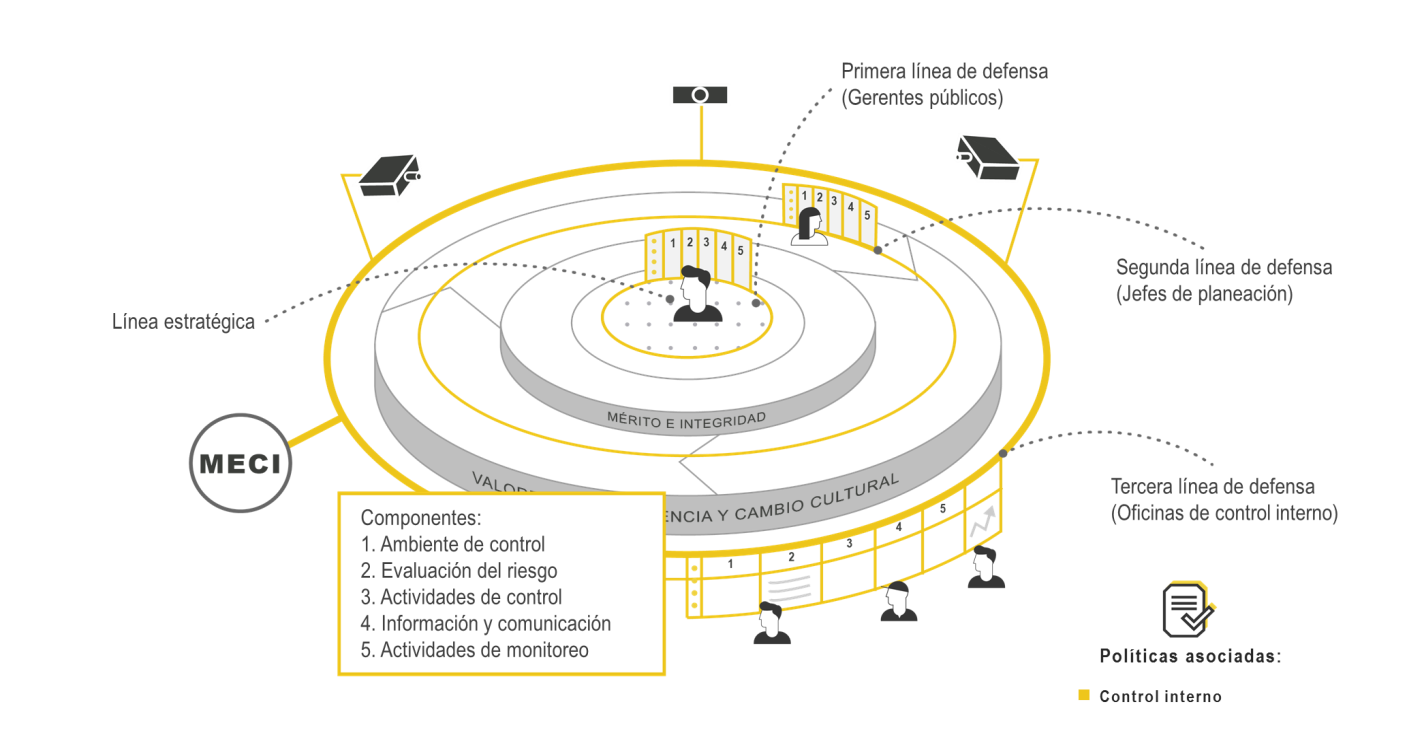 Primera línea de defensa
(Gerentes públicos)
1 2 3 4 5
1 2 3 4 5
Segunda línea de defensa
(Jefes de planeación)
Línea estratégica
MÉRITO E INTEGRIDAD
MECI
CAMBIO CULTURAL
Y
Tercera línea de defensa
(Oficinas de control interno)
Componentes:
1. Ambiente de control
2. Evaluación del riesgo
3. Actividades de control
4. Información y comunicación
5. Actividades de monitoreo
1 2 3 4 5
Políticas asociadas:
Control interno